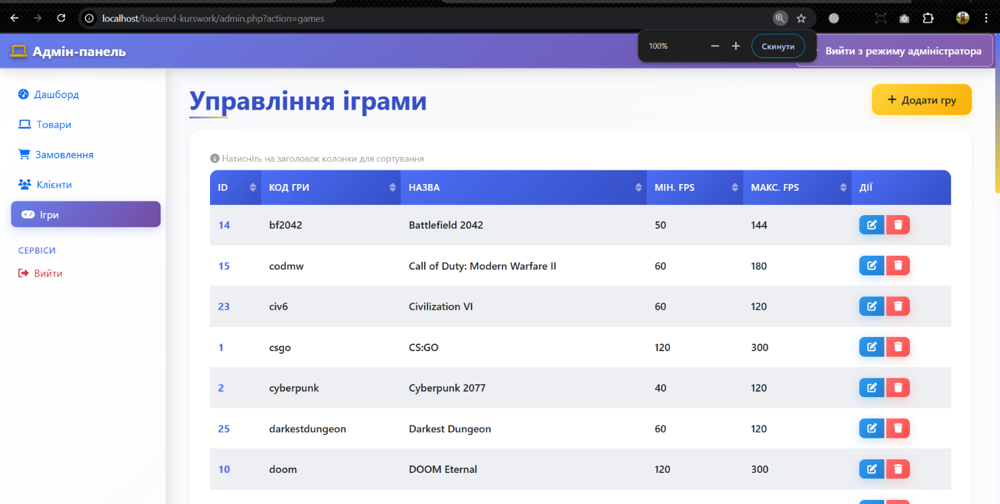 localhost/backend-kurswork/admin.php?action=games
100%
Скинути
Адмін-панель
Вийти з режиму адміністратора
Дашборд
Товари
Замовлення
Клієнти
Ігри
СЕРВІСИ
Вийти
Управління іграми
+ Додати гру
Натисніть на заголовок колонки для сортування
ID КОД ГРИ НАЗВА МІН. FPS МАКС. FPS ДІЇ
14 bf2042 Battlefield 2042 50 144
15 codmw Call of Duty: Modern Warfare II 60 180
23 civ6 Civilization VI 60 120
1 csgo CS:GO 120 300
2 cyberpunk Cyberpunk 2077 40 120
25 darkestdungeon Darkest Dungeon 60 120
10 doom DOOM Eternal 120 300